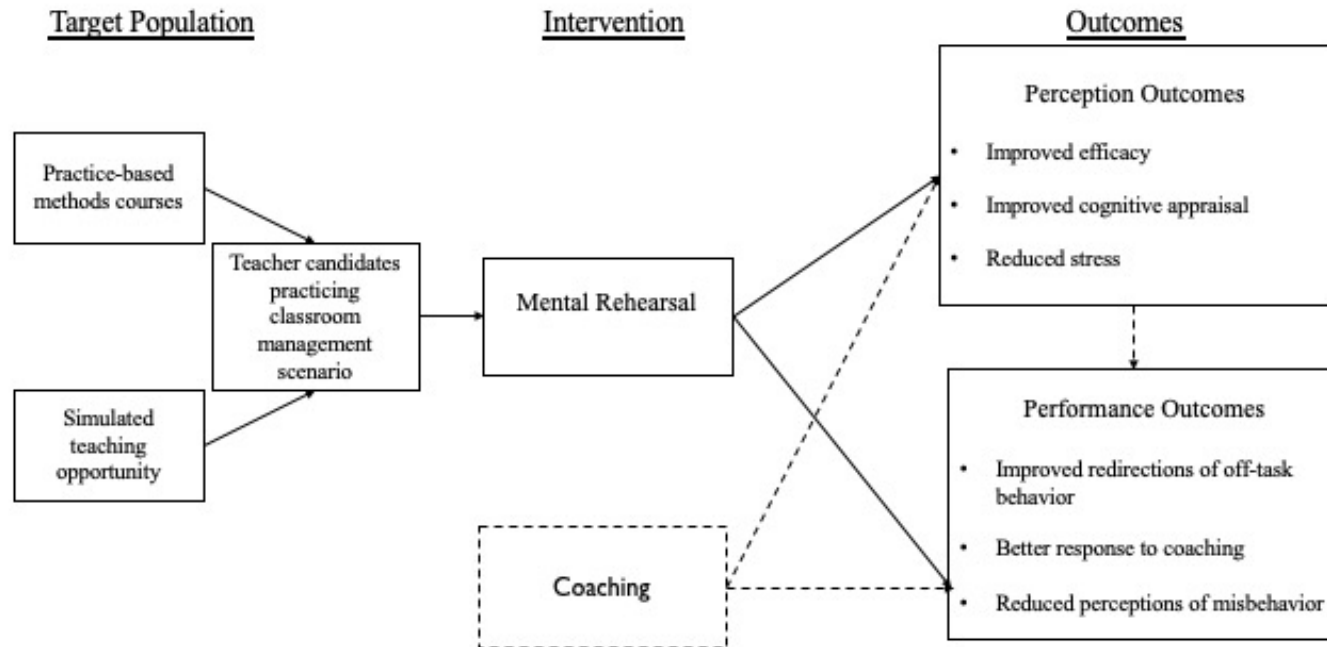 Target Population
Intervention
Outcomes
Practice-based
methods courses
Simulated
teaching
opportunity
Teacher candidates
practicing
classroom
management
scenario
Mental Rehearsal
Coaching
Perception Outcomes
• Improved efficacy
• Improved cognitive appraisal
• Reduced stress
Performance Outcomes
• Improved redirections of off-task
behavior
• Better response to coaching
• Reduced perceptions of misbehavior